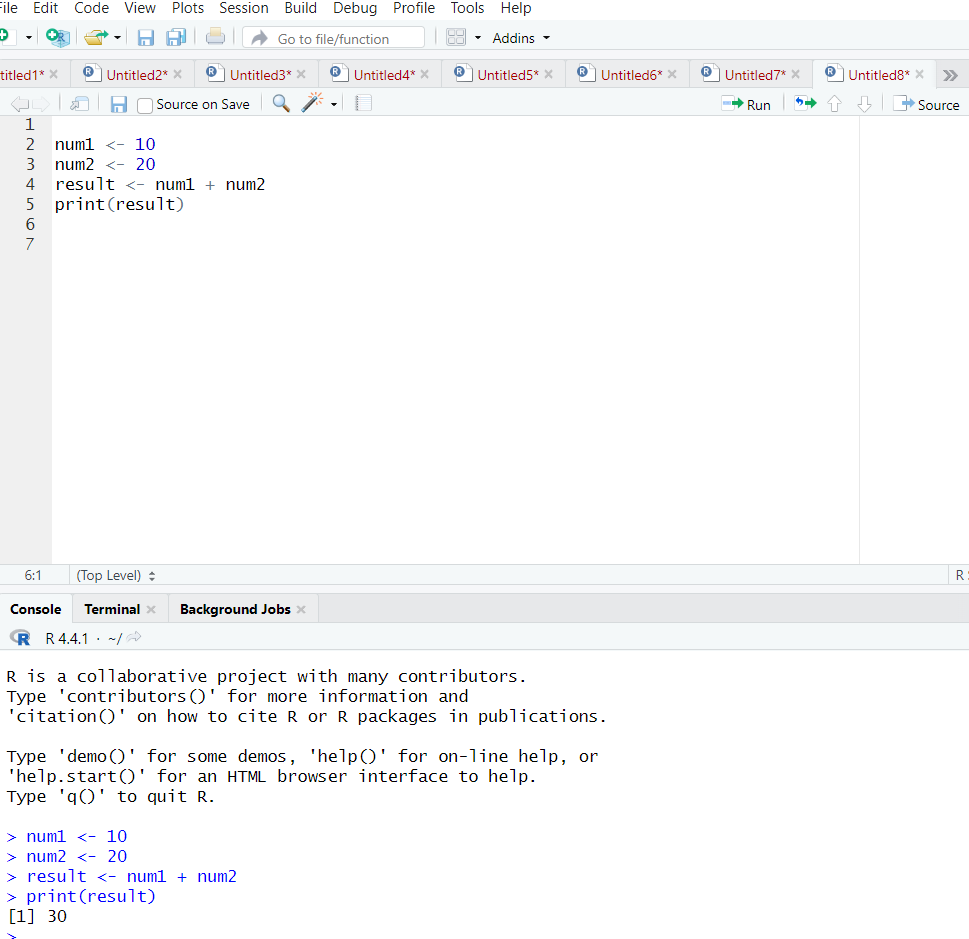 File Edit Code View Plots Session Build Debug Profile Tools Help
Go to file/function Addins
titled1* Untitled2* Untitled3* Untitled4* Untitled5* Untitled6* Untitled7* Untitled8*
Source on Save Run Source
1
2 num1 <- 10
3 num2 <- 20
4 result <- num1 + num2
5 print(result)
6
7
6:1 (Top Level) R S
Console Terminal Background Jobs
R R 4.4.1 · ~/
R is a collaborative project with many contributors.
Type 'contributors()' for more information and
'citation()' on how to cite R or R packages in publications.
Type 'demo()' for some demos, 'help()' for on-line help, or
'help.start()' for an HTML browser interface to help.
Type 'q()' to quit R.
> num1 <- 10
> num2 <- 20
> result <- num1 + num2
> print(result)
[1] 30
>